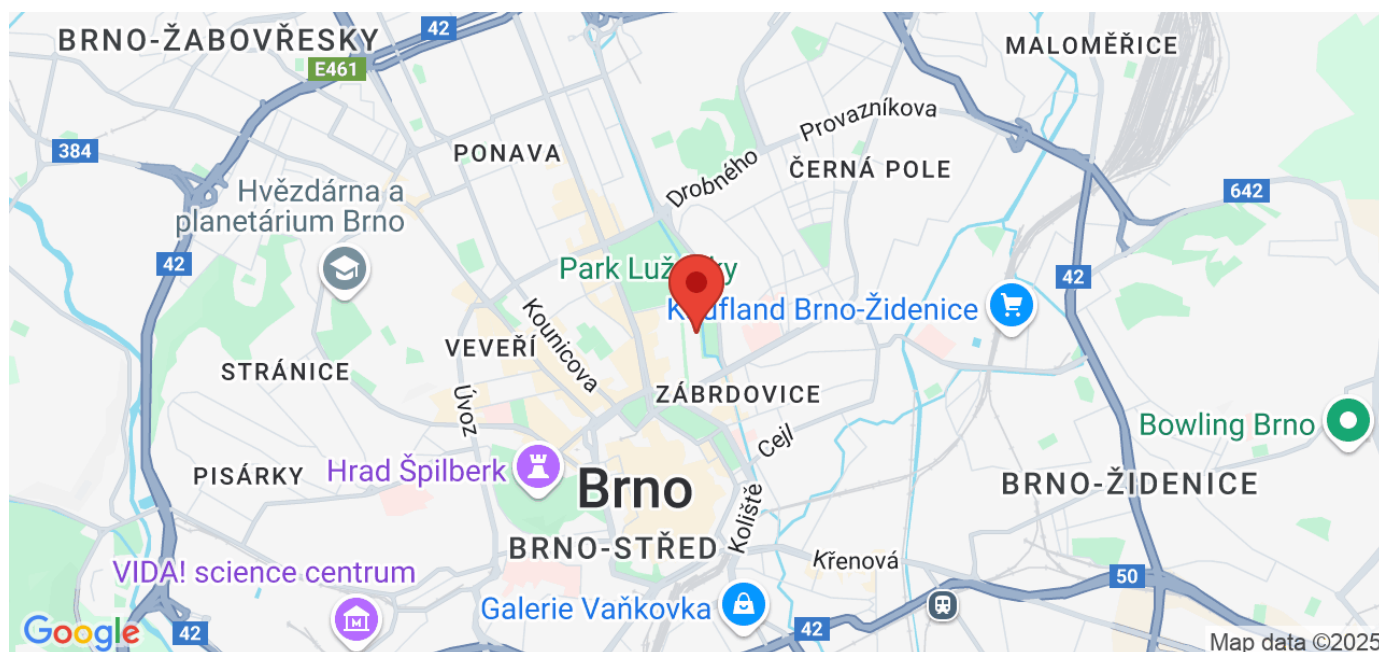 BRNO-ŽABOVŘESKY
42
E461
MALOMĚŘICE
384
PONAVA
Provazníkova
Drobného
ČERNÁ POLE
642
Hvězdárna a
planetárium Brno
42
Park
42
Kaufland Brno-Židenice
Kounicova
VEVEŘÍ
STRÁNICE
Úvoz
ZÁBRDOVICE
Cejl
Bowling Brno
PISÁRKY
Hrad Špilberk
Brno
BRNO-ŽIDENICE
Koliště
BRNO-STŘED
Křenová
VIDA! science centrum
50
Galerie Vaňkovka
42
42
Google
Map data ©2025